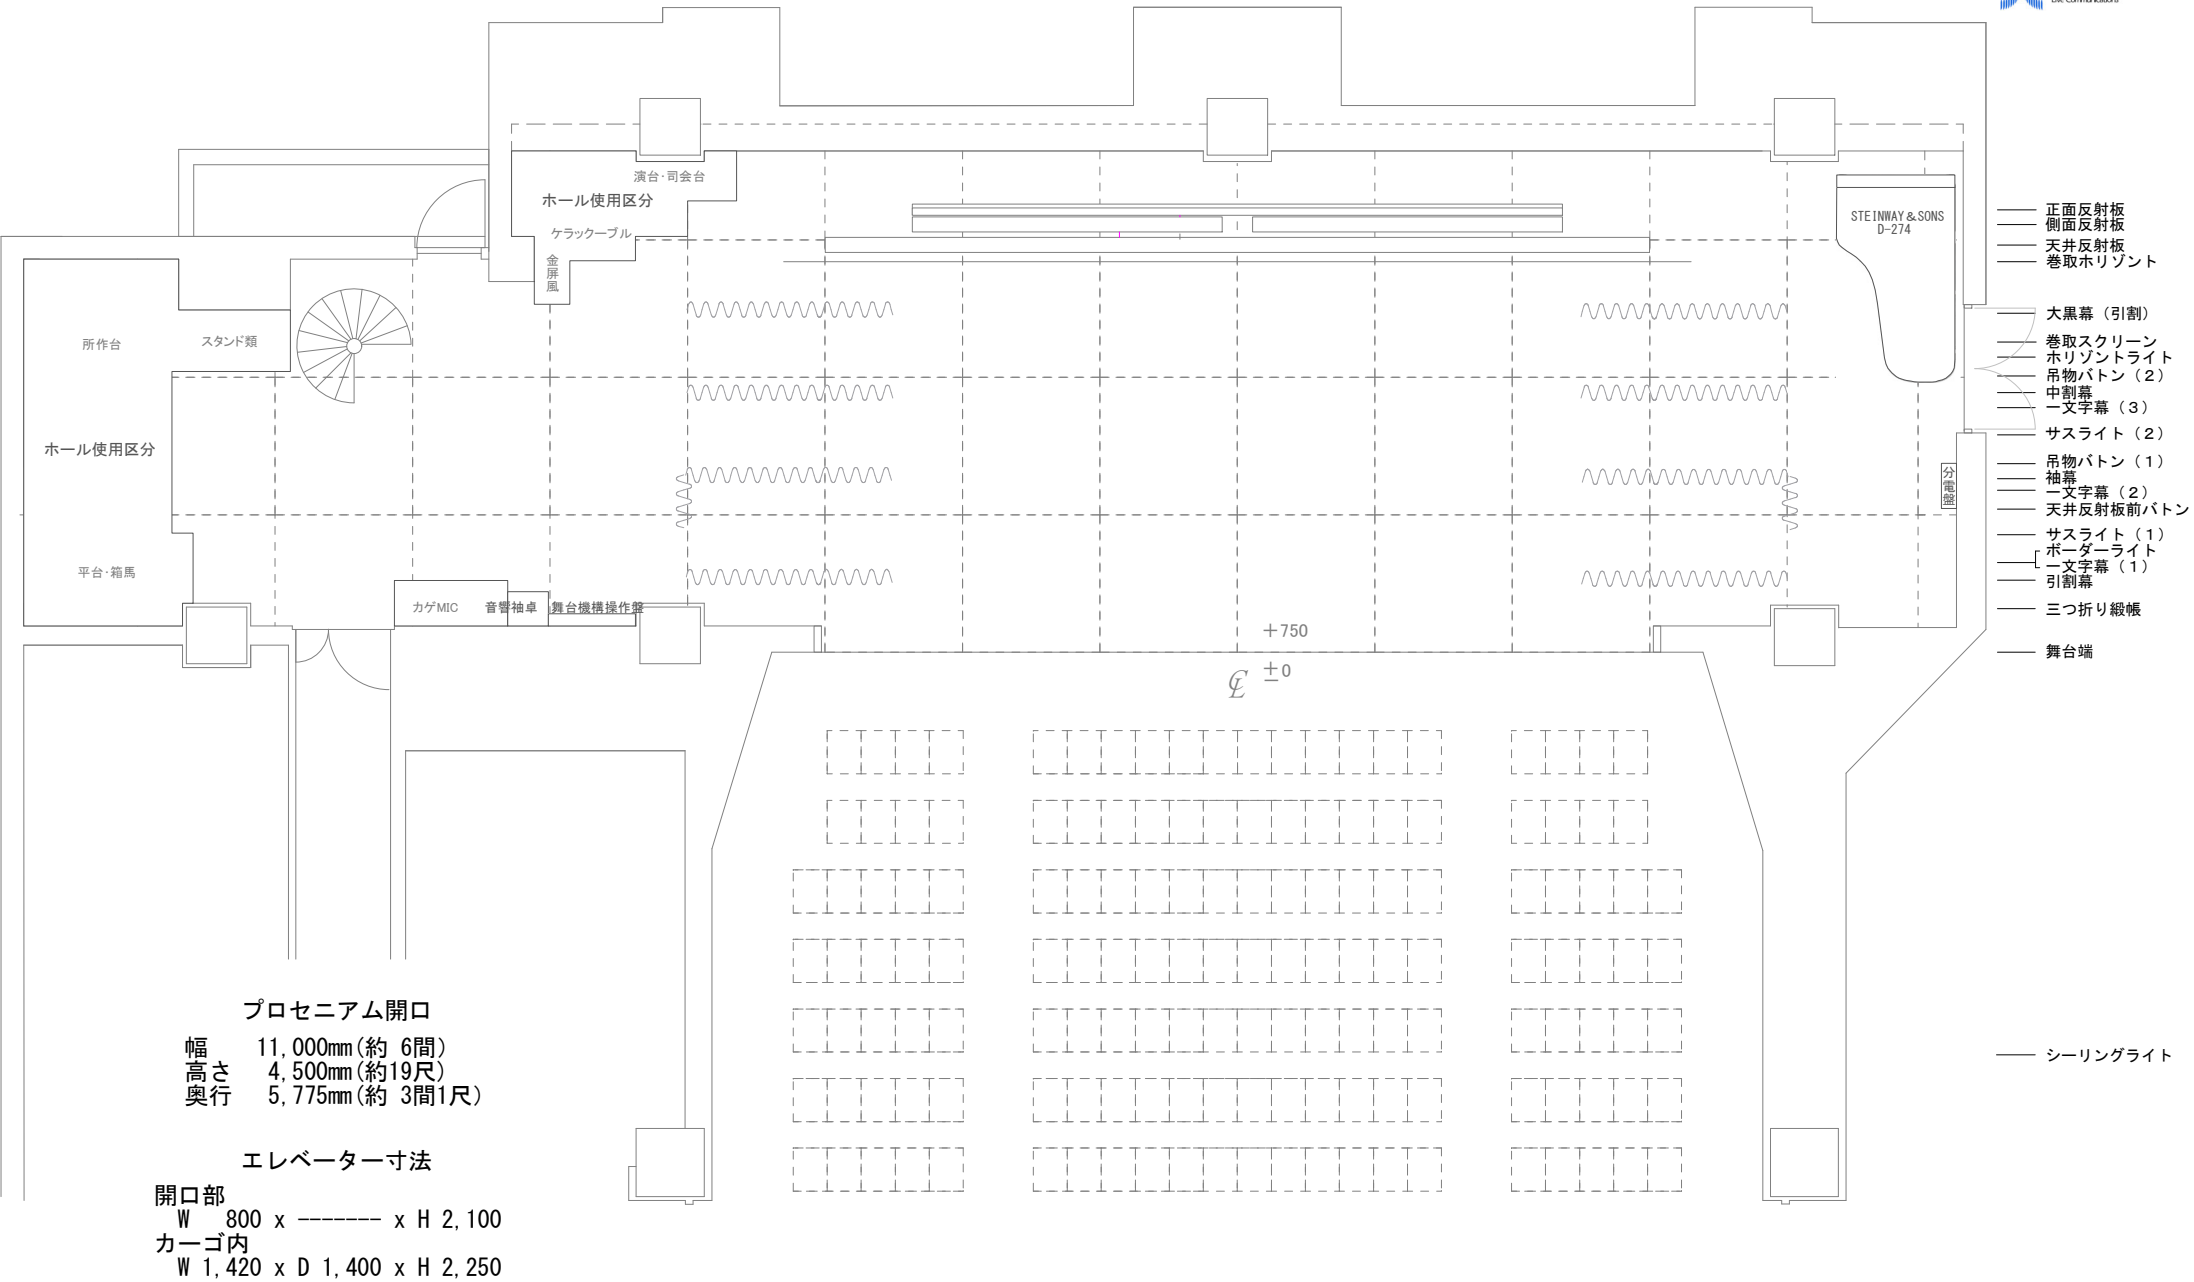 Live Communications
演台・司会台
ホール使用区分
ケラックーブル
金屏風
STEINWAY&SONS
D-274
正面反射板
側面反射板
天井反射板
巻取ホリゾント
大黒幕（引割）
巻取スクリーン
ホリゾントライト
吊物バトン（2）
中割幕
一文字幕（3）
サスライト（2）
吊物バトン（1）
袖幕
一文字幕（2）
天井反射板前バトン
サスライト（1）
ボーダーライト
一文字幕（1）
引割幕
三つ折り緞帳
舞台端
シーリングライト
所作台
スタンド類
ホール使用区分
分電盤
平台・箱馬
カゲMIC
音響袖卓
舞台機構操作盤
+750
±0
℄
プロセニアム開口
幅 11,000mm(約 6間)
高さ 4,500mm(約19尺)
奥行 5,775mm(約 3間1尺)
エレベーター寸法
開口部
W 800 x ------- x H 2,100
カーゴ内
W 1,420 x D 1,400 x H 2,250